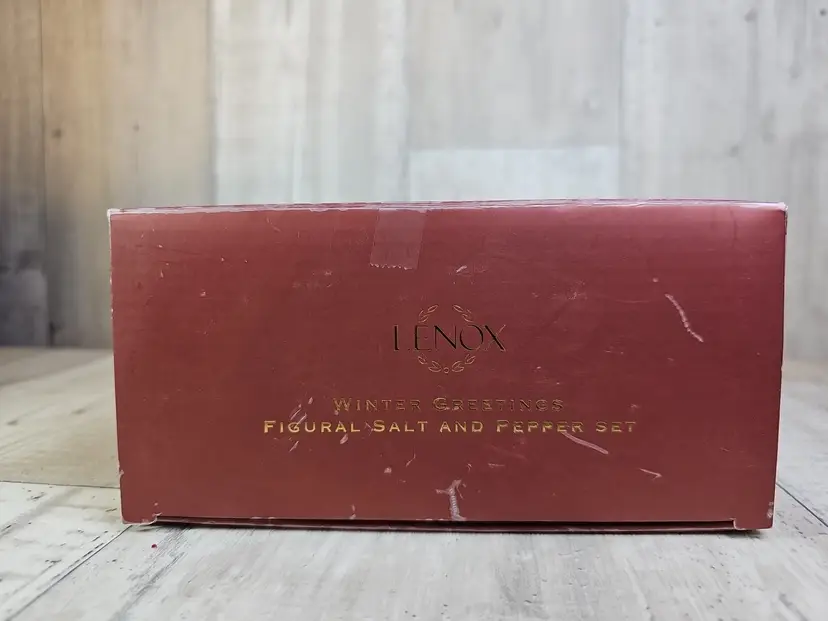 LENOX
WINTER GREETINGS
FIGURAL SALT AND PEPPER SET